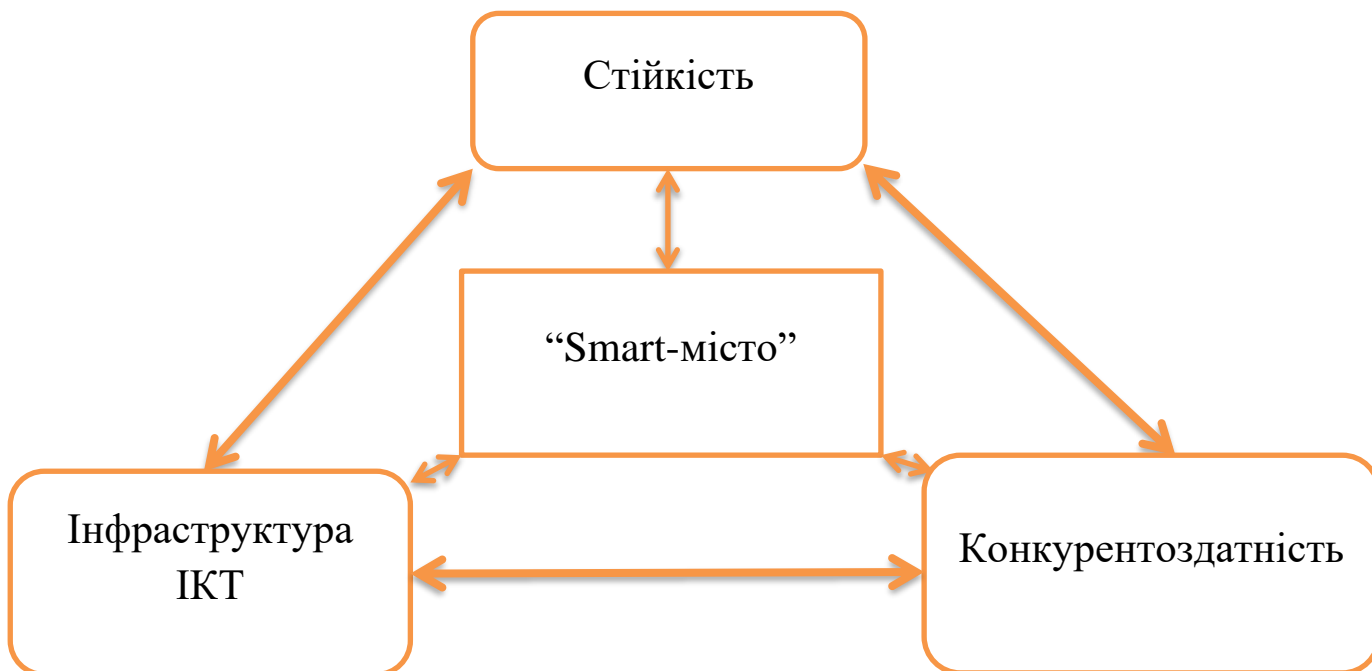 Стійкість
“Smart-місто”
Інфраструктура
ІКТ
Конкурентоздатність